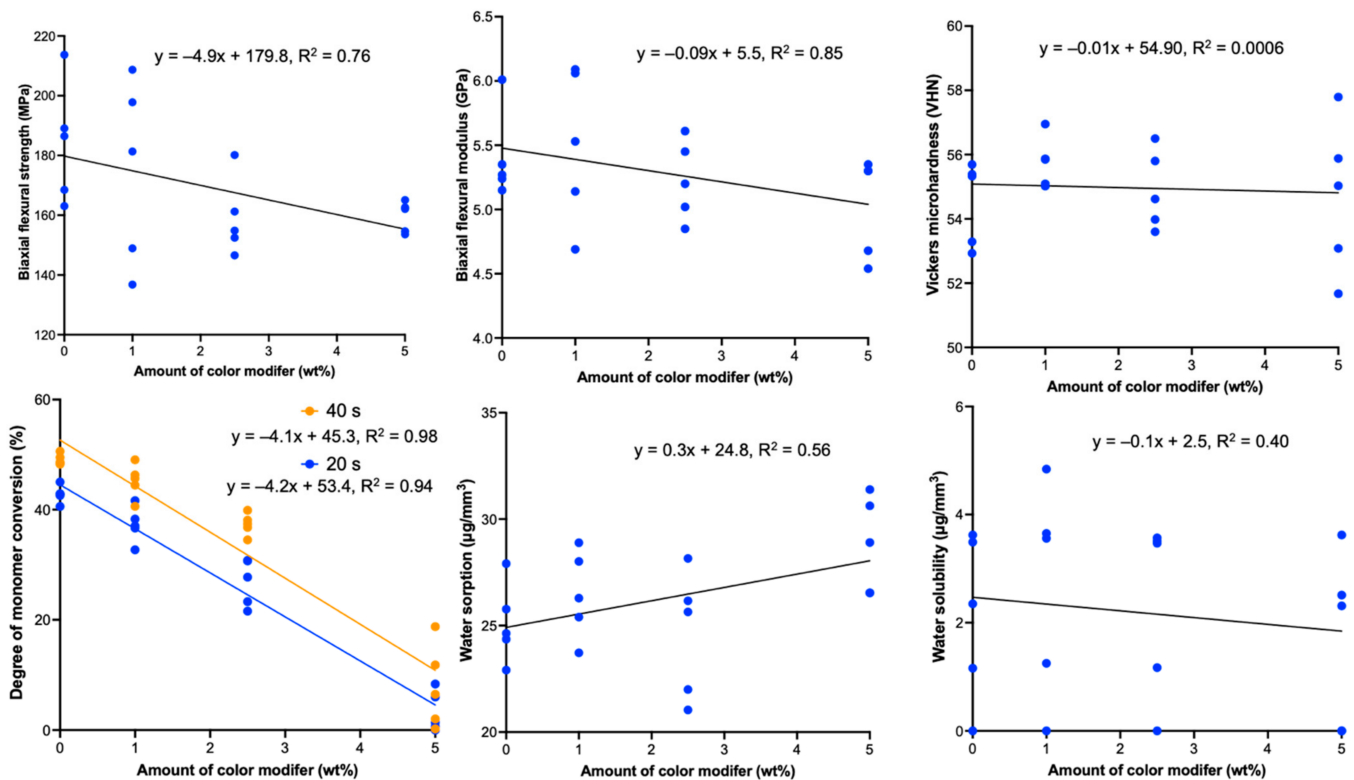 y = –4.9x + 179.8, R² = 0.76
Biaxial flexural strength (MPa)
220
200
180
160
140
120
0 1 2 3 4 5
Amount of color modifer (wt%)
y = –0.09x + 5.5, R² = 0.85
Biaxial flexural modulus (GPa)
6.5
6.0
5.5
5.0
4.5
4.0
0 1 2 3 4 5
Amount of color modifer (wt%)
y = –0.01x + 54.90, R² = 0.0006
Vickers microhardness (VHN)
60
58
56
54
52
50
0 1 2 3 4 5
Amount of color modifer (wt%)
40 s
y = –4.1x + 45.3, R² = 0.98
20 s
y = –4.2x + 53.4, R² = 0.94
Degree of monomer conversion (%)
60
40
20
0
0 1 2 3 4 5
Amount of color modifer (wt%)
y = 0.3x + 24.8, R² = 0.56
Water sorption (µg/mm³)
35
30
25
20
0 1 2 3 4 5
Amount of color modifer (wt%)
y = –0.1x + 2.5, R² = 0.40
Water solubility (µg/mm³)
6
4
2
0
0 1 2 3 4 5
Amount of color modifer (wt%)